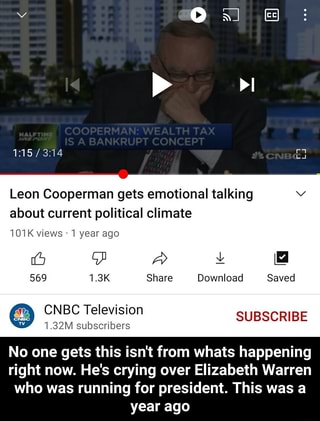 CC
HALFTIME
REPORT
COOPERMAN: WEALTH TAX
IS A BANKRUPT CONCEPT
1:15 / 3:14
CNBC
Leon Cooperman gets emotional talking
about current political climate
101K views · 1 year ago
569
1.3K
Share
Download
Saved
CNBC
TV
CNBC Television
1.32M subscribers
SUBSCRIBE
No one gets this isn't from whats happening
right now. He's crying over Elizabeth Warren
who was running for president. This was a
year ago